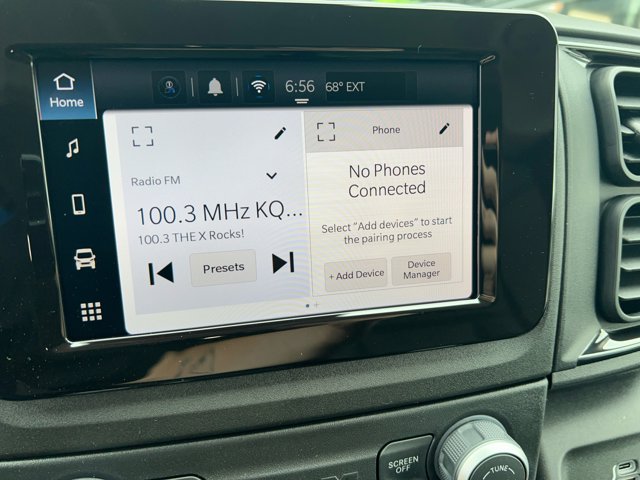 6:56 68° EXT
Home
Radio FM
100.3 MHz KQ...
100.3 THE X Rocks!
Presets
Phone
No Phones
Connected
Select "Add devices" to start
the pairing process
+ Add Device
Device
Manager
SCREEN
OFF
TUNE